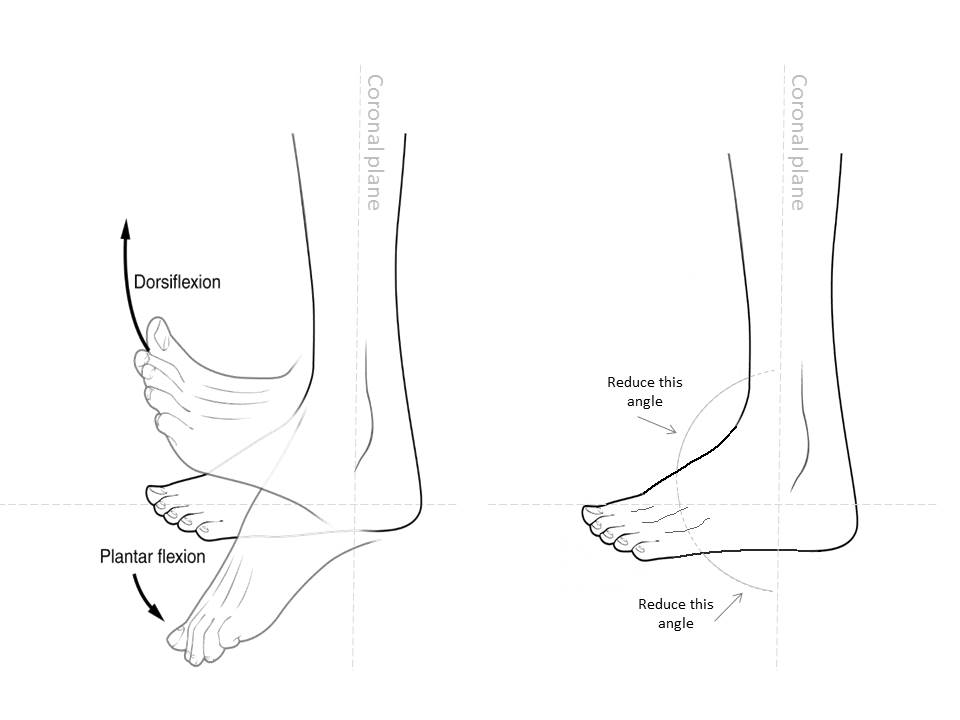 Coronal plane
Dorsiflexion
Plantar flexion
Coronal plane
Reduce this
angle
Reduce this
angle